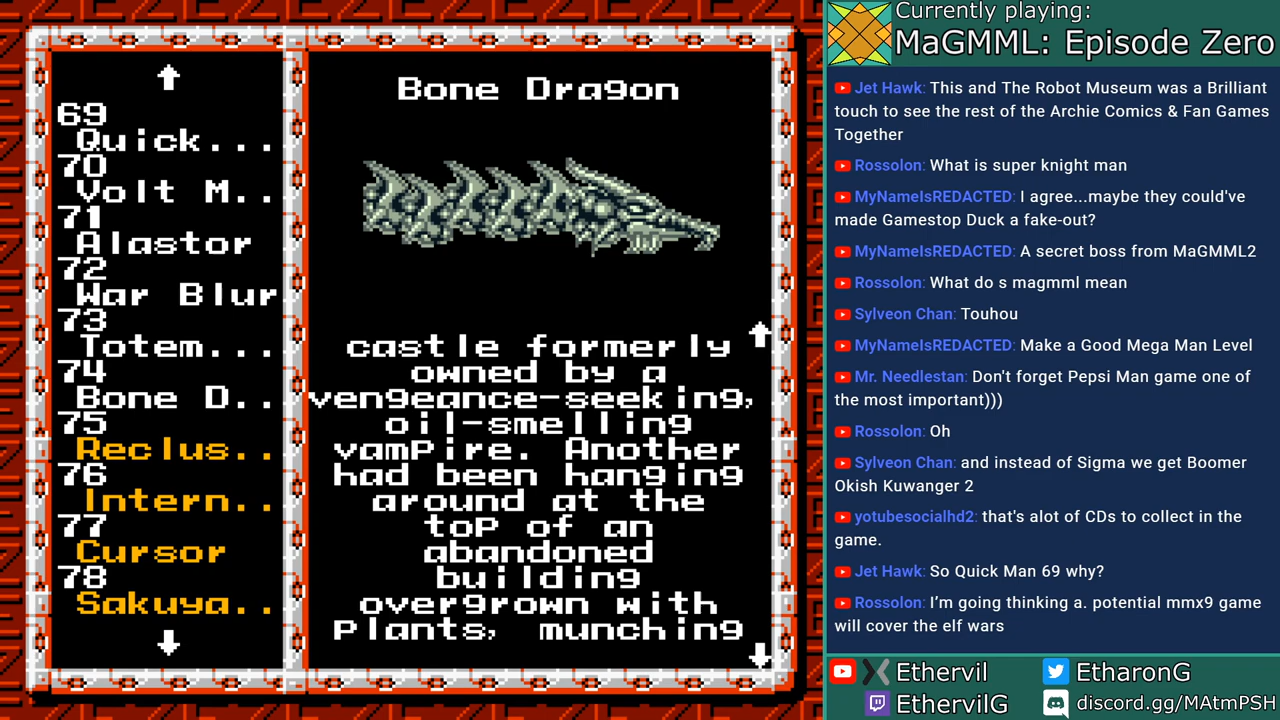 69
Quick...
70
Volt M..
71
Alastor
72
War Blur
73
Totem...
74
Bone D..
75
Reclus..
76
Intern..
77
Cursor
78
Sakuya..
Bone Dragon
castle formerly
owned by a
vengeance-seeking,
oil-smelling
vampire. Another
had been hanging
around at the
top of an
abandoned
building
overgrown with
plants, munching
Currently playing:
MaGMML: Episode Zero
Jet Hawk: This and The Robot Museum was a Brilliant
touch to see the rest of the Archie Comics & Fan Games
Together
Rossolon: What is super knight man
MyNameIsREDACTED: I agree...maybe they could've
made Gamestop Duck a fake-out?
MyNameIsREDACTED: A secret boss from MaGMML2
Rossolon: What do s magmml mean
Sylveon Chan: Touhou
MyNameIsREDACTED: Make a Good Mega Man Level
Mr. Needlestan: Don't forget Pepsi Man game one of
the most important)))
Rossolon: Oh
Sylveon Chan: and instead of Sigma we get Boomer
Okish Kuwanger 2
yotubesocialhd2: that's alot of CDs to collect in the
game.
Jet Hawk: So Quick Man 69 why?
Rossolon: I'm going thinking a. potential mmx9 game
will cover the elf wars
Ethervil
EtharonG
EthervilG
discord.gg/MAtmPSH